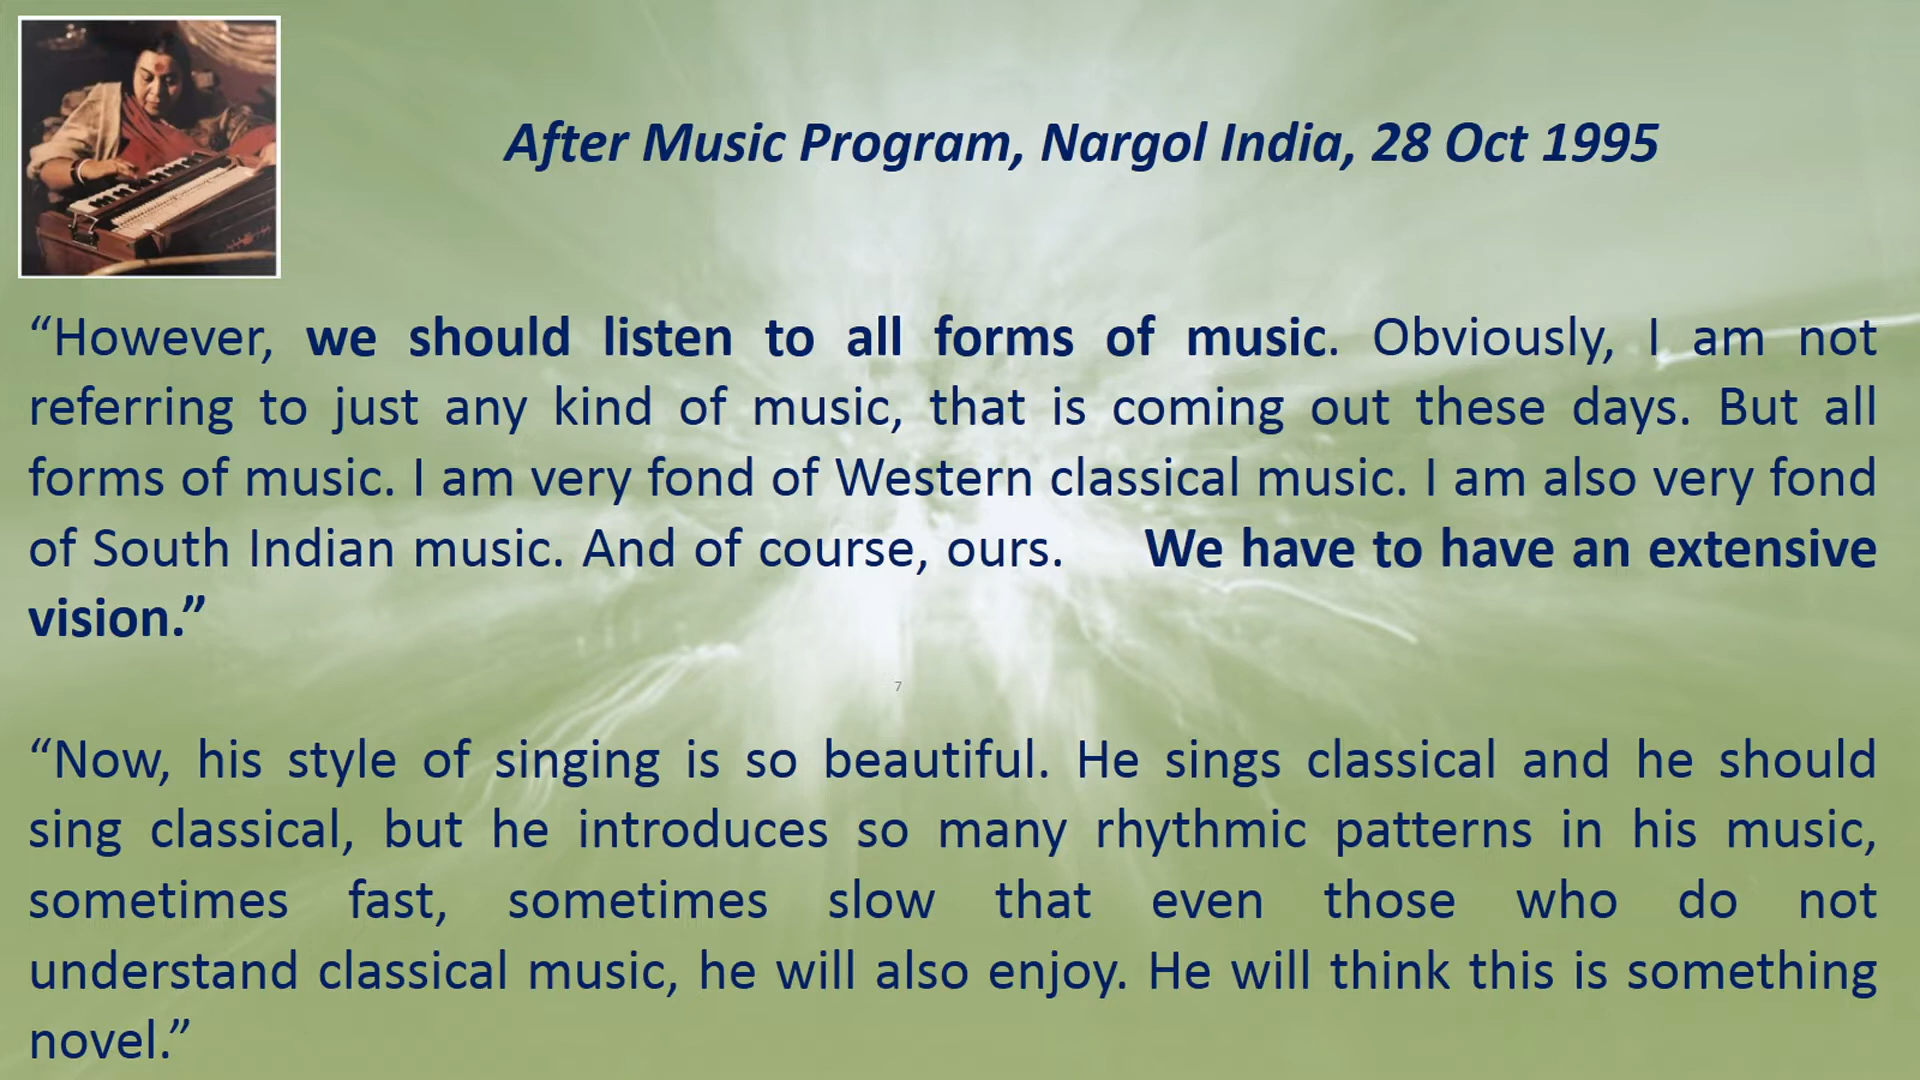 After Music Program, Nargol India, 28 Oct 1995
“However, we should listen to all forms of music. Obviously, I am not
referring to just any kind of music, that is coming out these days. But all
forms of music. I am very fond of Western classical music. I am also very fond
of South Indian music. And of course, ours. We have to have an extensive
vision.”
7
“Now, his style of singing is so beautiful. He sings classical and he should
sing classical, but he introduces so many rhythmic patterns in his music,
sometimes fast, sometimes slow that even those who do not
understand classical music, he will also enjoy. He will think this is something
novel.”